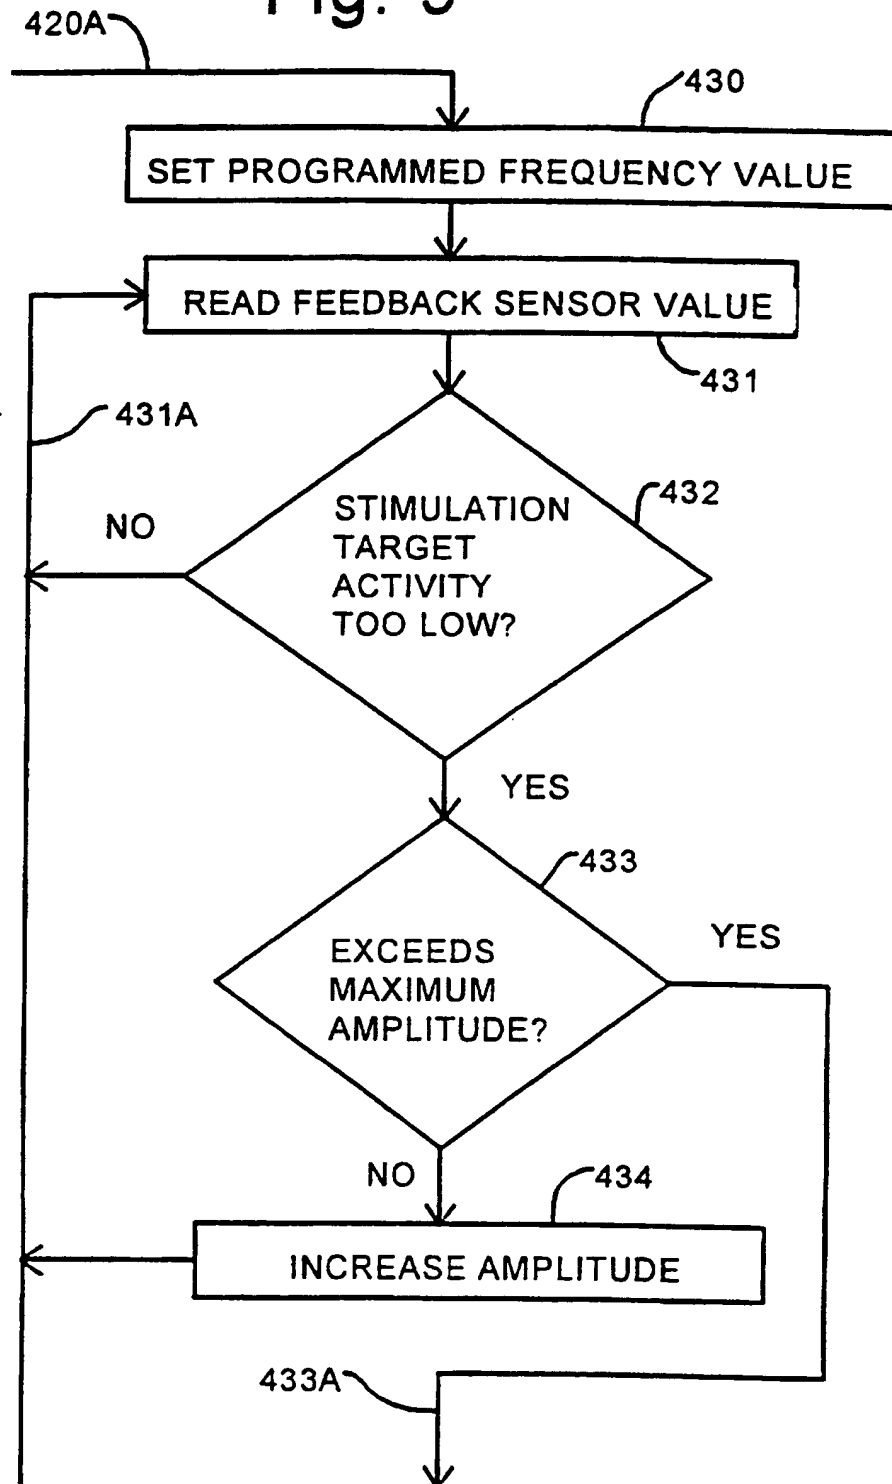 420A
430
SET PROGRAMMED FREQUENCY VALUE
READ FEEDBACK SENSOR VALUE
431
431A
432
STIMULATION
TARGET
ACTIVITY
TOO LOW?
NO
YES
433
EXCEEDS
MAXIMUM
AMPLITUDE?
YES
NO
434
INCREASE AMPLITUDE
433A